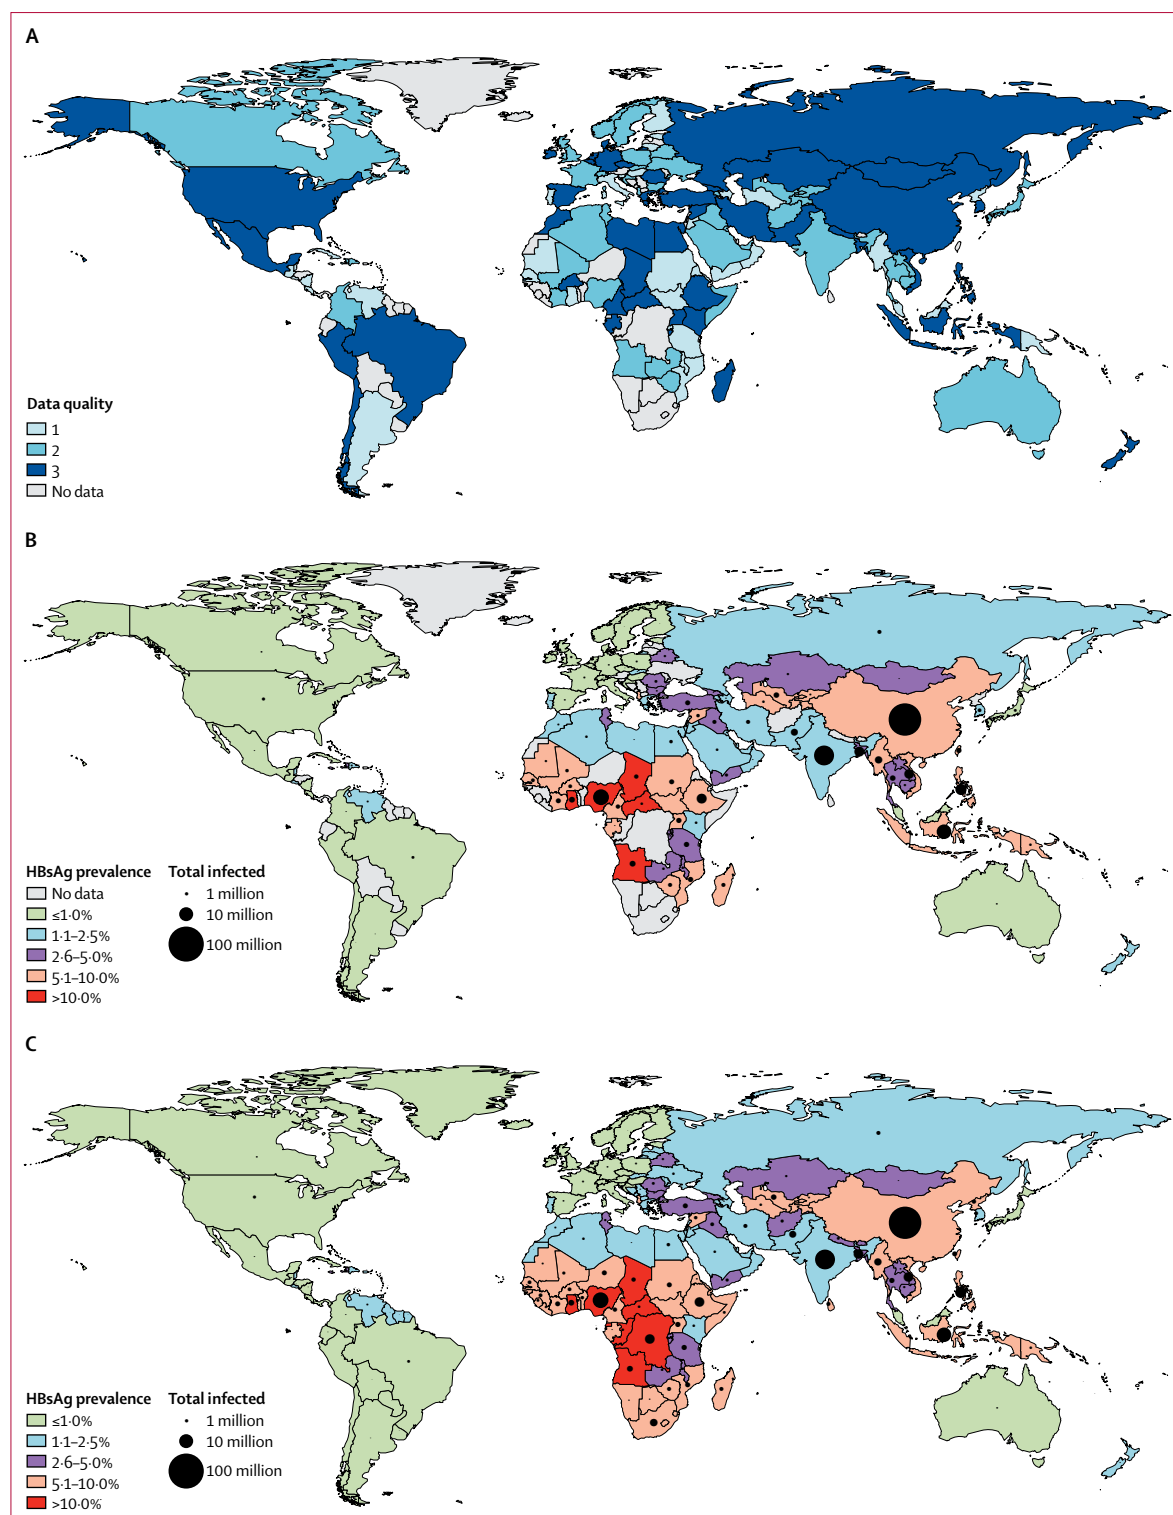 A
Data quality
1
2
3
No data
B
HBsAg prevalence
No data
≤1·0%
1·1–2·5%
2·6–5·0%
5·1–10·0%
>10·0%
Total infected
1 million
10 million
100 million
C
HBsAg prevalence
≤1·0%
1·1–2·5%
2·6–5·0%
5·1–10·0%
>10·0%
Total infected
1 million
10 million
100 million